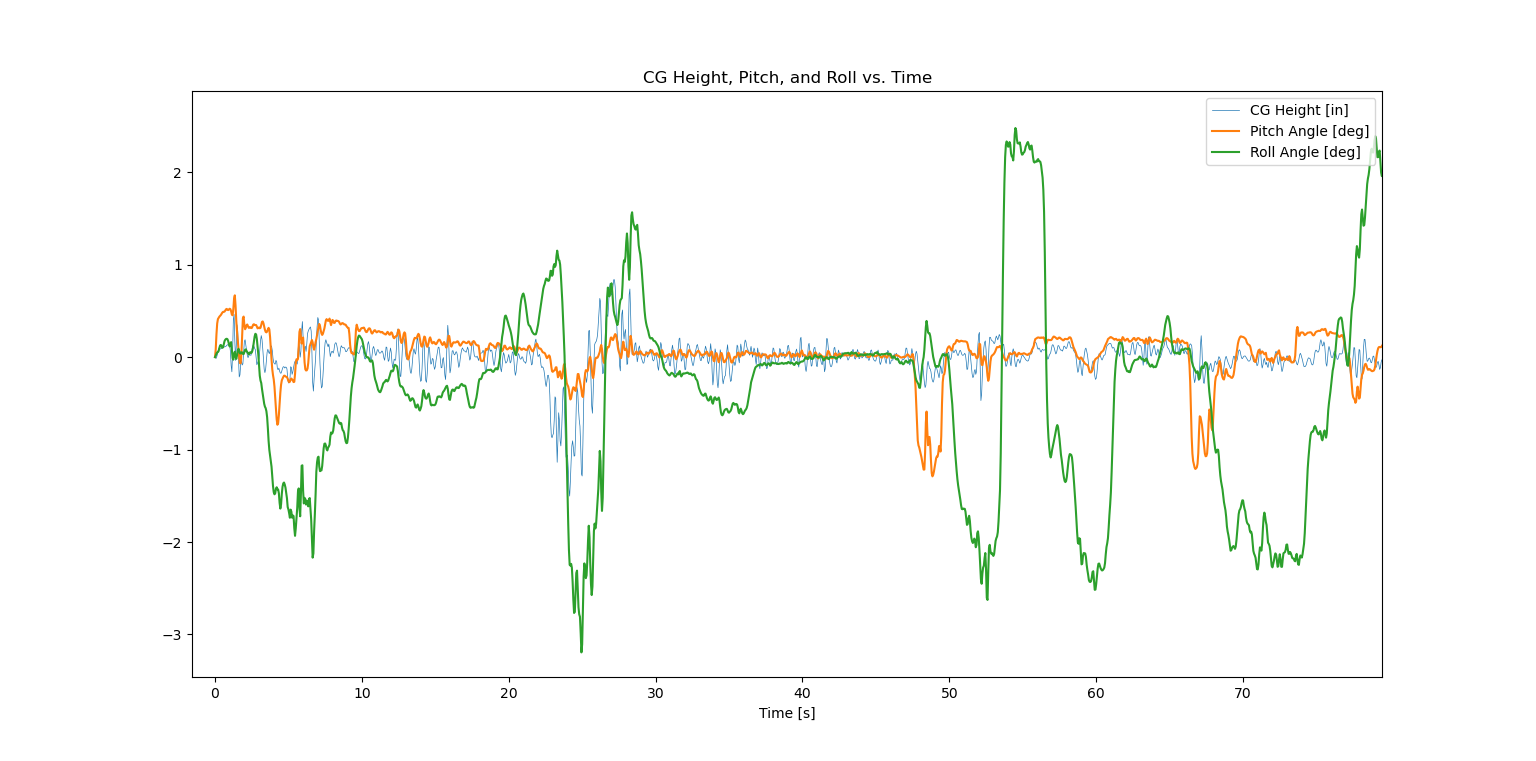 CG Height, Pitch, and Roll vs. Time
CG Height [in]
Pitch Angle [deg]
Roll Angle [deg]
2
1
0
−1
−2
−3
0 10 20 30 40 50 60 70
Time [s]